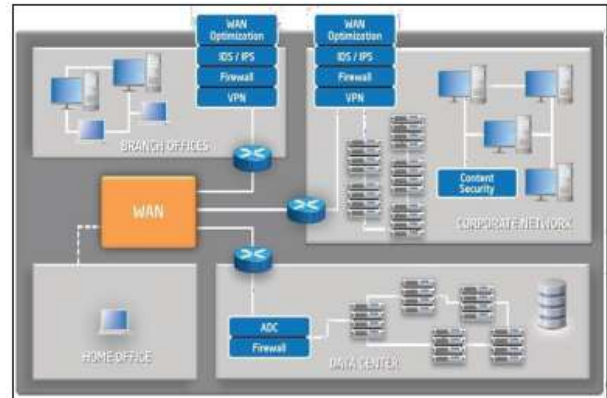 WAN
Optimization
IDS / IPS
Firewall
VPN
BRANCH OFFICES
WAN
Optimization
IDS / IPS
Firewall
VPN
Content
Security
CORPORATE NETWORK
WAN
HOME OFFICE
ADC
Firewall
DATA CENTER